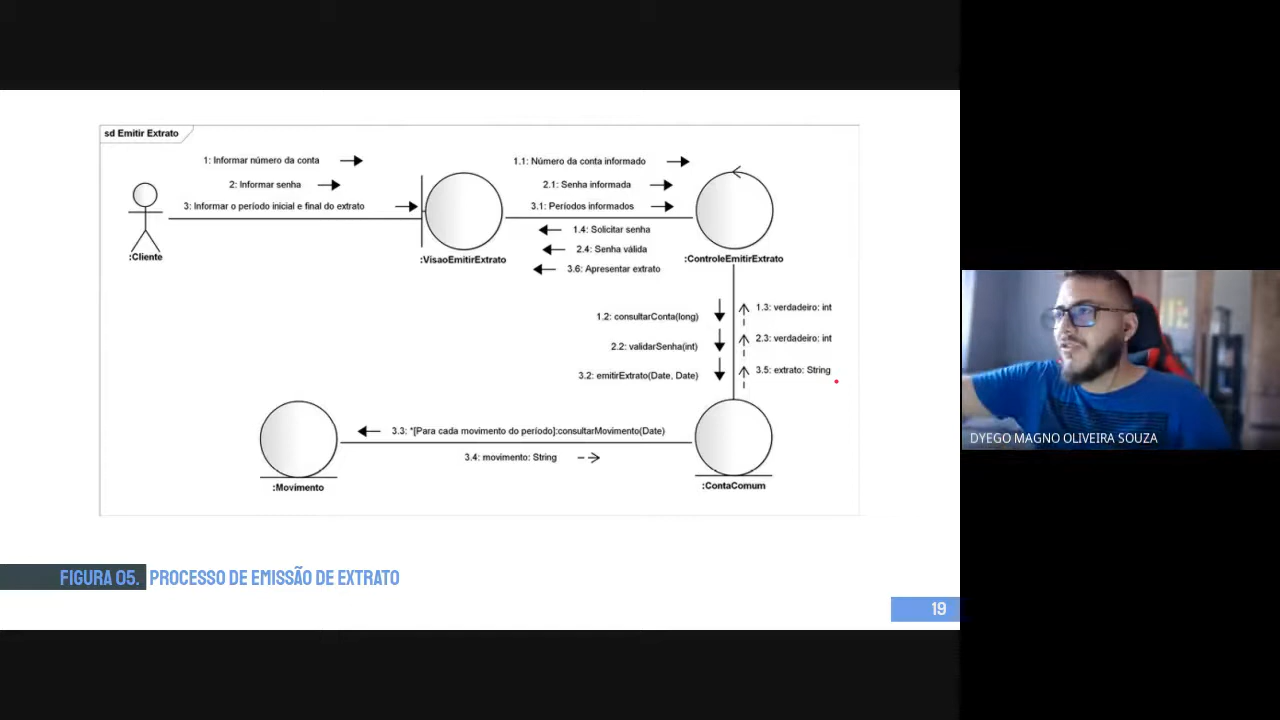 sd Emitir Extrato
1: Informar número da conta
2: Informar senha
3: Informar o período inicial e final do extrato
:Cliente
1.1: Número da conta informado
2.1: Senha informada
3.1: Períodos informados
1.4: Solicitar senha
2.4: Senha válida
3.6: Apresentar extrato
:VisaoEmitirExtrato
:ControleEmitirExtrato
1.2: consultarConta(long)
2.2: validarSenha(int)
3.2: emitirExtrato(Date, Date)
1.3: verdadeiro: int
2.3: verdadeiro: int
3.5: extrato: String
3.3: *[Para cada movimento do período]:consultarMovimento(Date)
3.4: movimento: String
:Movimento
:ContaComum
FIGURA 05. PROCESSO DE EMISSÃO DE EXTRATO
19
DYEGO MAGNO OLIVEIRA SOUZA